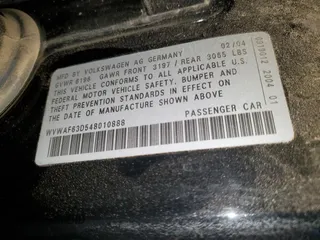 MFD BY VOLKSWAGEN AG GERMANY 02/04
GVWR 6196 GAWR FRONT 3197 / REAR 3085 LBS
THIS VEHICLE CONFORMS TO ALL APPLICABLE U.S.
FEDERAL MOTOR VEHICLE SAFETY, BUMPER AND
THEFT PREVENTION STANDARDS IN EFFECT ON
THE DATE OF MANUFACTURE SHOWN ABOVE.
WVWAF63D548010888 PASSENGER CAR
2004 01